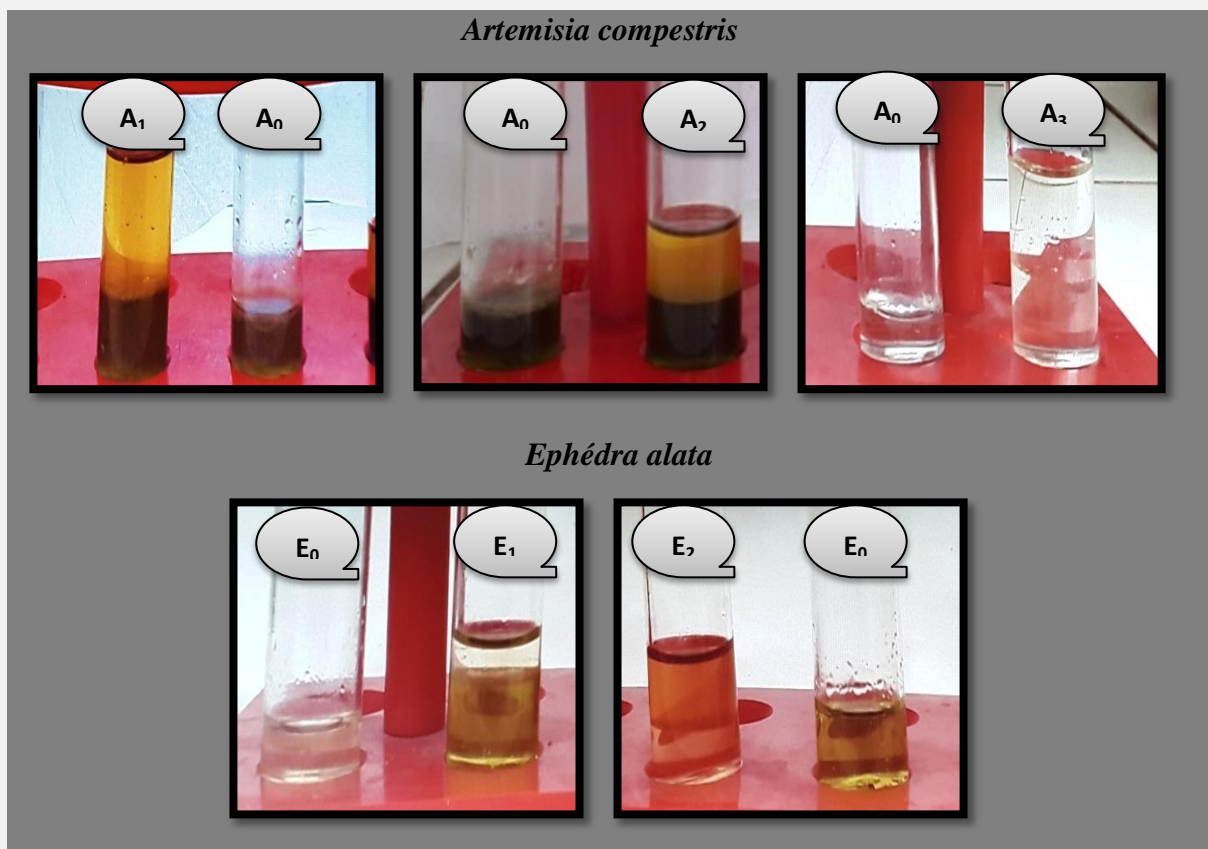 Artemisia compestris
A₁
A₀
A₀
A₂
A₀
A₃
Ephédra alata
E₀
E₁
E₂
E₀